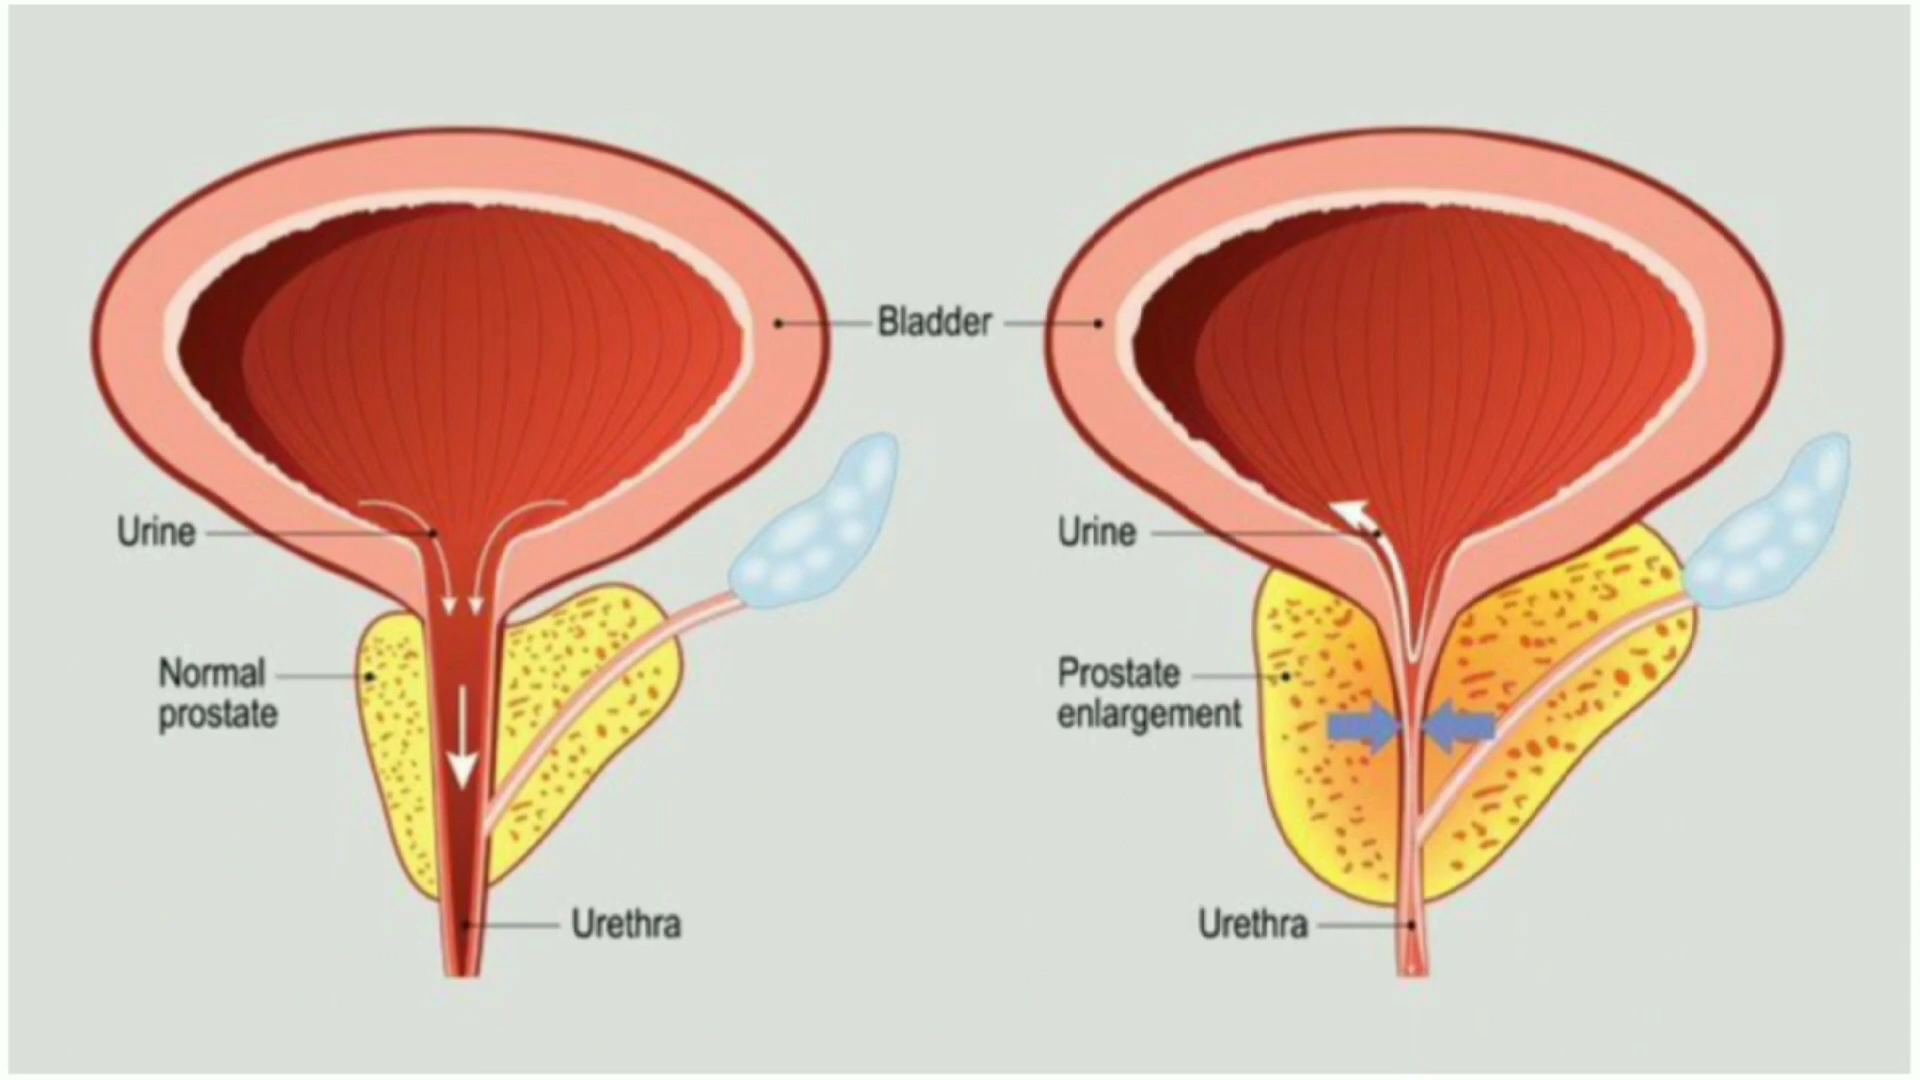 Bladder
Urine
Urine
Normal
prostate
Prostate
enlargement
Urethra
Urethra